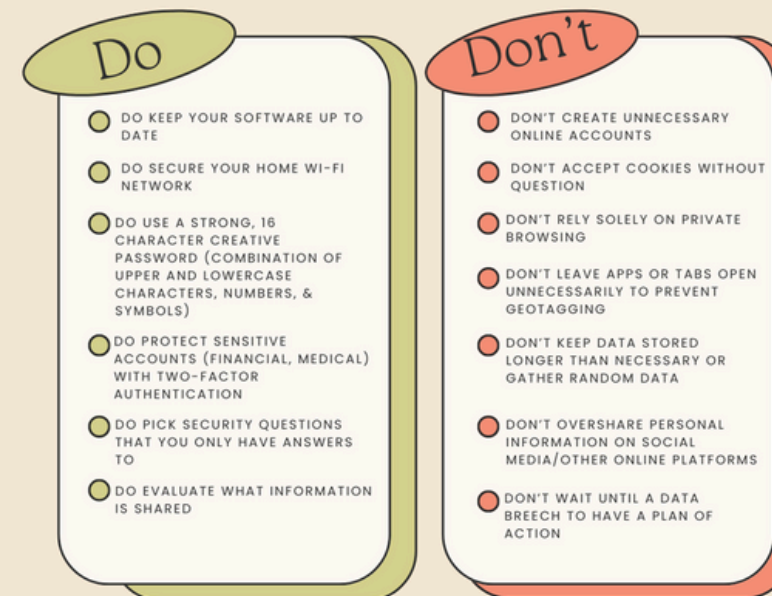 Do
DO KEEP YOUR SOFTWARE UP TO
DATE
DO SECURE YOUR HOME WI-FI
NETWORK
DO USE A STRONG, 16
CHARACTER CREATIVE
PASSWORD (COMBINATION OF
UPPER AND LOWERCASE
CHARACTERS, NUMBERS, &
SYMBOLS)
DO PROTECT SENSITIVE
ACCOUNTS (FINANCIAL, MEDICAL)
WITH TWO-FACTOR
AUTHENTICATION
DO PICK SECURITY QUESTIONS
THAT YOU ONLY HAVE ANSWERS
TO
DO EVALUATE WHAT INFORMATION
IS SHARED
Don't
DON'T CREATE UNNECESSARY
ONLINE ACCOUNTS
DON'T ACCEPT COOKIES WITHOUT
QUESTION
DON'T RELY SOLELY ON PRIVATE
BROWSING
DON'T LEAVE APPS OR TABS OPEN
UNNECESSARILY TO PREVENT
GEOTAGGING
DON'T KEEP DATA STORED
LONGER THAN NECESSARY OR
GATHER RANDOM DATA
DON'T OVERSHARE PERSONAL
INFORMATION ON SOCIAL
MEDIA/OTHER ONLINE PLATFORMS
DON'T WAIT UNTIL A DATA
BREECH TO HAVE A PLAN OF
ACTION